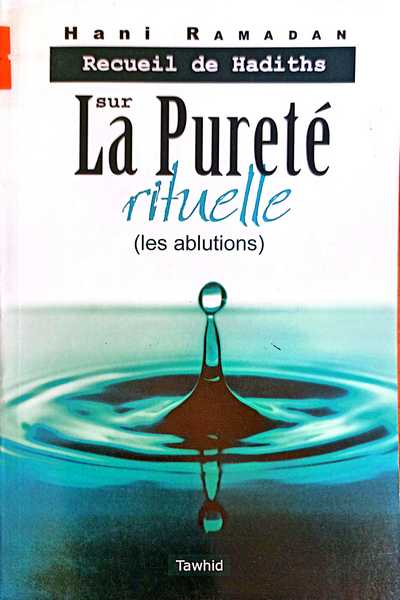 Hani Ramadan
Recueil de Hadiths
sur
La Pureté
rituelle
(les ablutions)
Tawhid